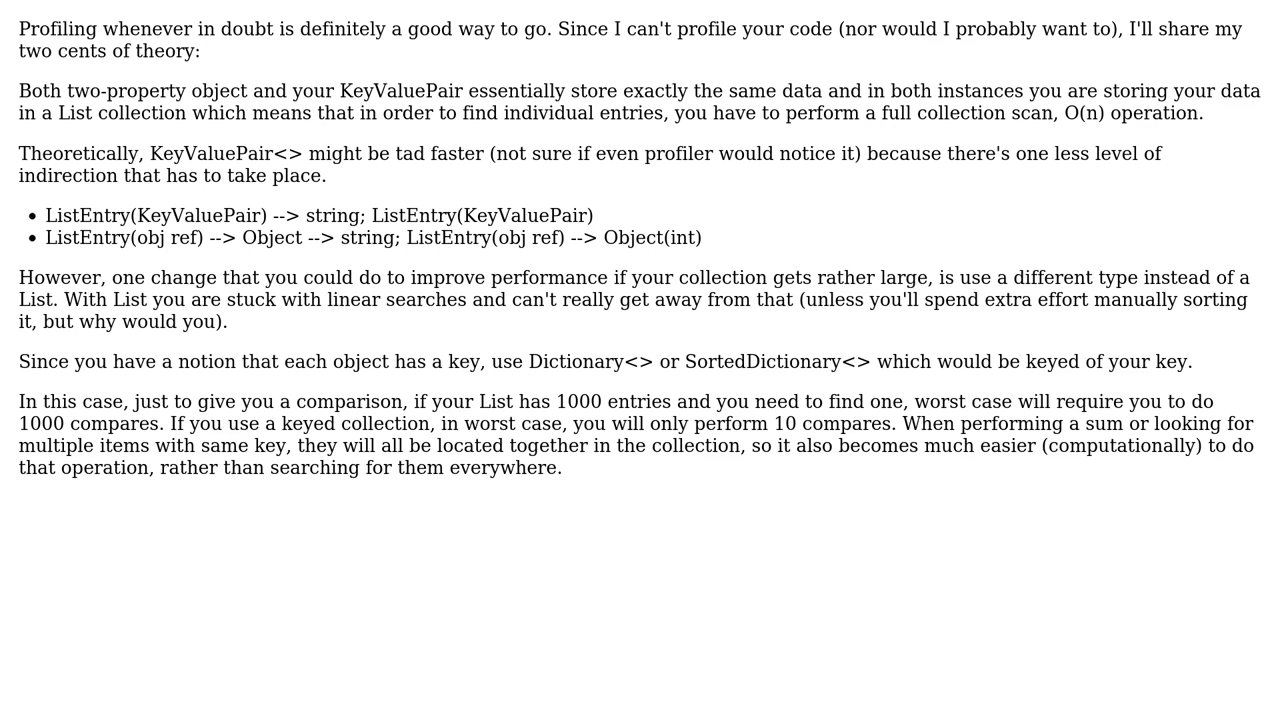 Profiling whenever in doubt is definitely a good way to go. Since I can't profile your code (nor would I probably want to), I'll share my
two cents of theory:
Both two-property object and your KeyValuePair essentially store exactly the same data and in both instances you are storing your data
in a List collection which means that in order to find individual entries, you have to perform a full collection scan, O(n) operation.
Theoretically, KeyValuePair<> might be tad faster (not sure if even profiler would notice it) because there's one less level of
indirection that has to take place.
• ListEntry(KeyValuePair) --> string; ListEntry(KeyValuePair)
• ListEntry(obj ref) --> Object --> string; ListEntry(obj ref) --> Object(int)
However, one change that you could do to improve performance if your collection gets rather large, is use a different type instead of a
List. With List you are stuck with linear searches and can't really get away from that (unless you'll spend extra effort manually sorting
it, but why would you).
Since you have a notion that each object has a key, use Dictionary<> or SortedDictionary<> which would be keyed of your key.
In this case, just to give you a comparison, if your List has 1000 entries and you need to find one, worst case will require you to do
1000 compares. If you use a keyed collection, in worst case, you will only perform 10 compares. When performing a sum or looking for
multiple items with same key, they will all be located together in the collection, so it also becomes much easier (computationally) to do
that operation, rather than searching for them everywhere.